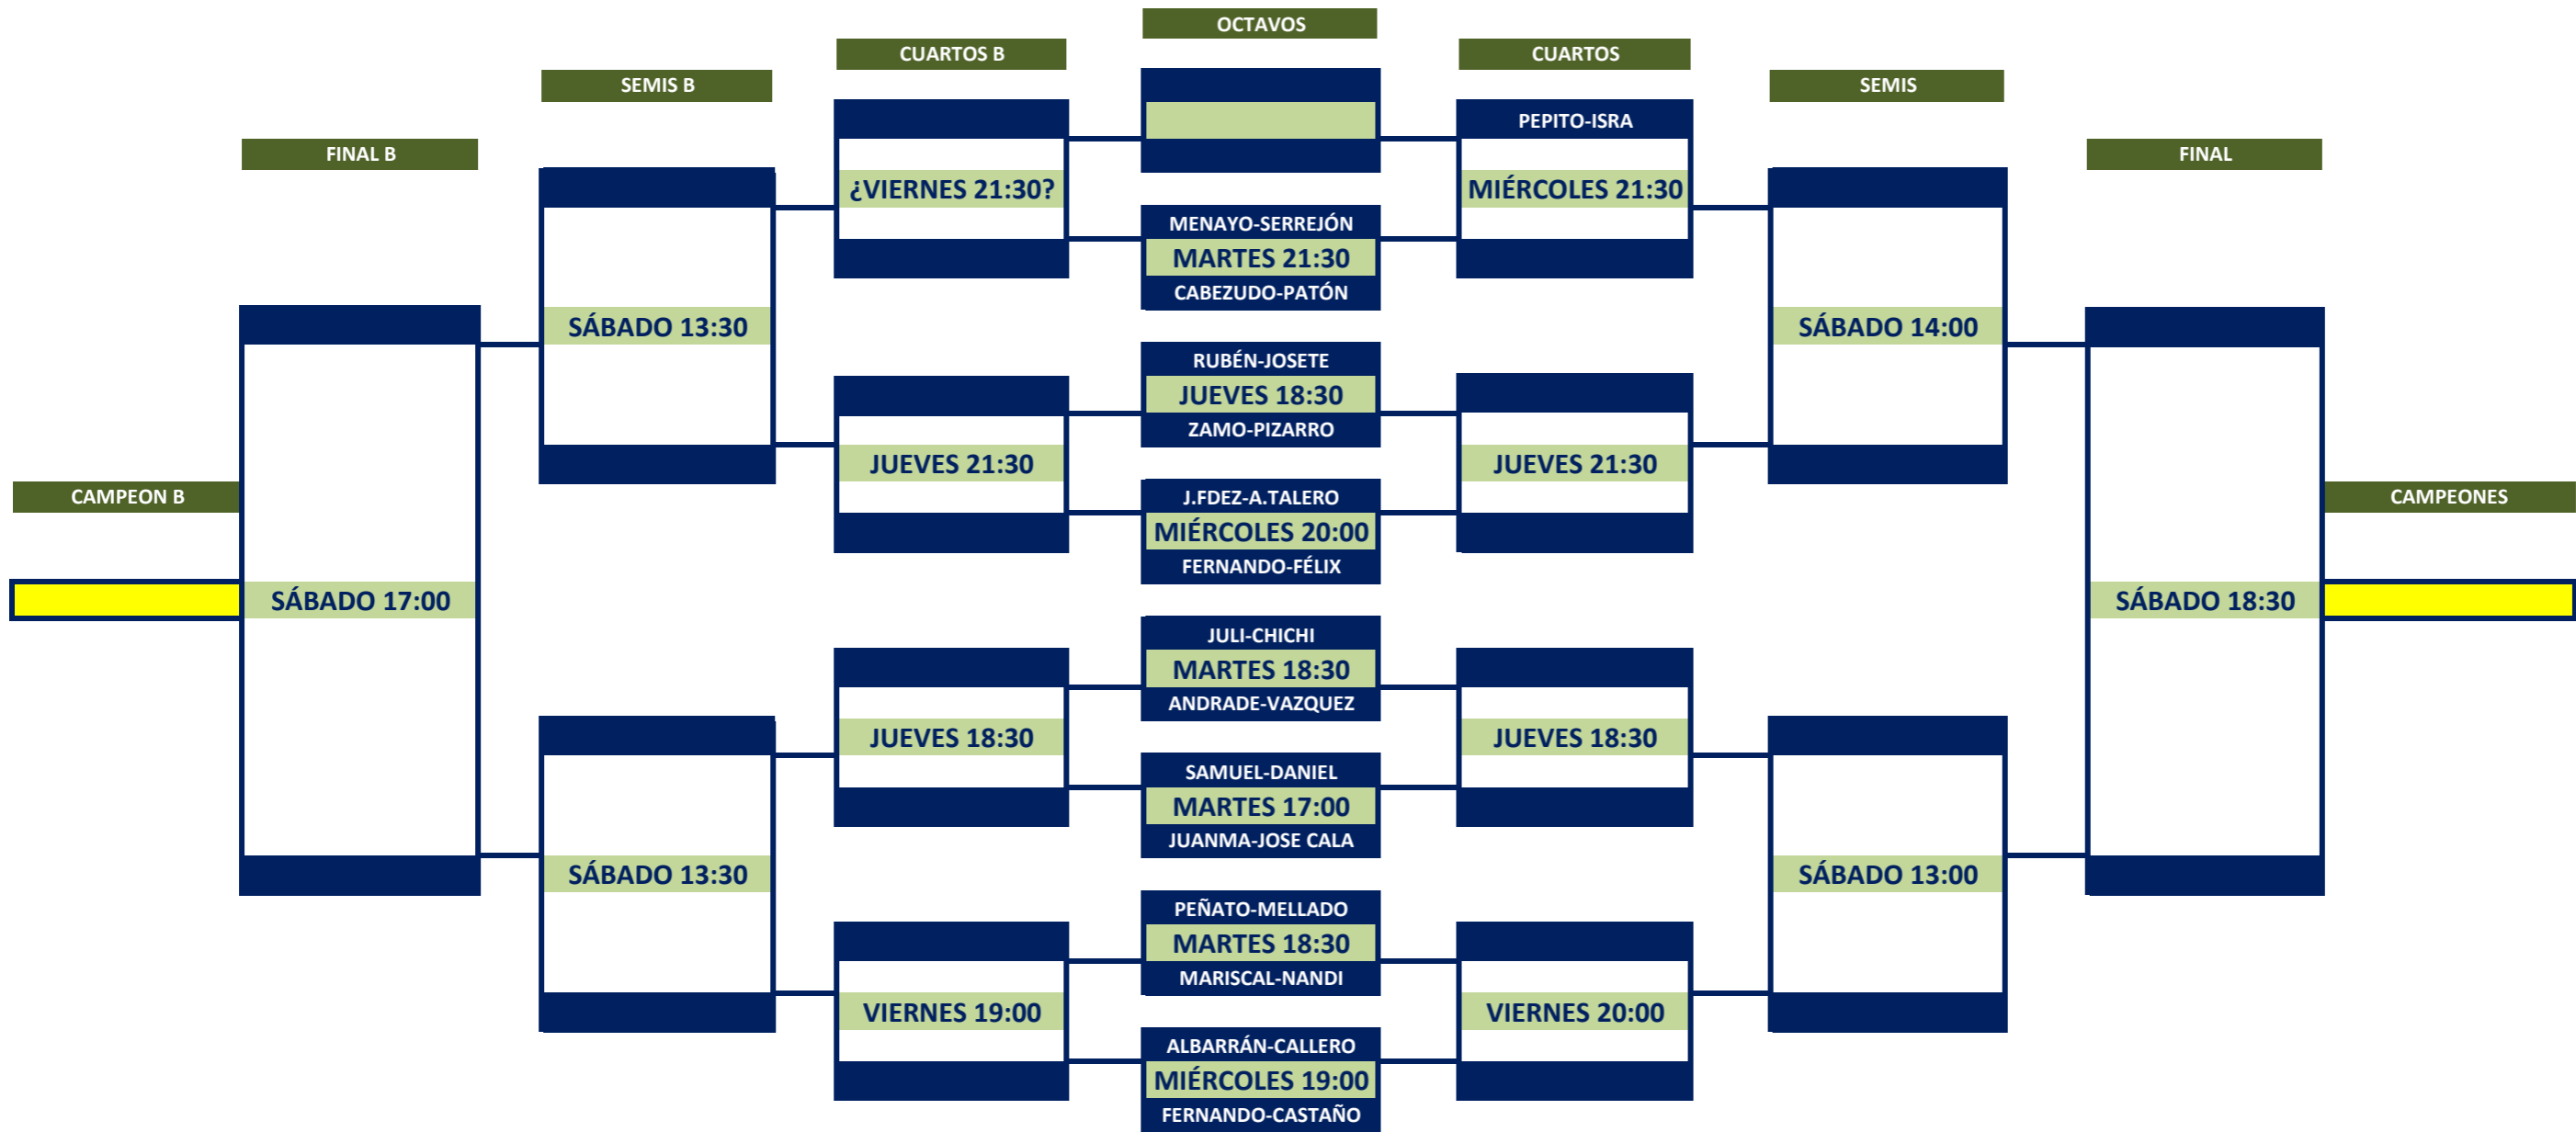 OCTAVOS
CUARTOS B
CUARTOS
SEMIS B
SEMIS
PEPITO-ISRA
FINAL B
FINAL
¿VIERNES 21:30?
MIÉRCOLES 21:30
MENAYO-SERREJÓN
MARTES 21:30
CABEZUDO-PATÓN
SÁBADO 13:30
SÁBADO 14:00
RUBÉN-JOSETE
JUEVES 18:30
ZAMO-PIZARRO
JUEVES 21:30
JUEVES 21:30
CAMPEON B
J.FDEZ-A.TALERO
CAMPEONES
MIÉRCOLES 20:00
FERNANDO-FÉLIX
SÁBADO 17:00
SÁBADO 18:30
JULI-CHICHI
MARTES 18:30
ANDRADE-VAZQUEZ
JUEVES 18:30
JUEVES 18:30
SAMUEL-DANIEL
MARTES 17:00
JUANMA-JOSE CALA
SÁBADO 13:30
SÁBADO 13:00
PEÑATO-MELLADO
MARTES 18:30
MARISCAL-NANDI
VIERNES 19:00
VIERNES 20:00
ALBARRÁN-CALLERO
MIÉRCOLES 19:00
FERNANDO-CASTAÑO